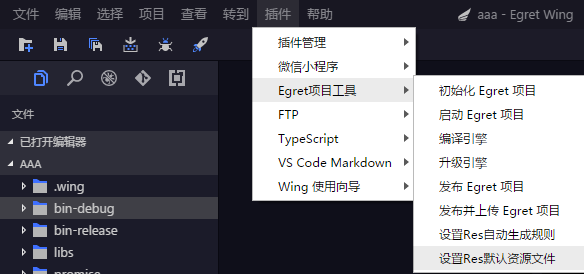 文件 编辑 选择 项目 查看 转到 插件 帮助 aaa - Egret Wing
插件管理
微信小程序
Egret项目工具
FTP
TypeScript
VS Code Markdown
Wing 使用向导
初始化 Egret 项目
启动 Egret 项目
编译引擎
升级引擎
发布 Egret 项目
发布并上传 Egret 项目
设置Res自动生成规则
设置Res默认资源文件
文件
已打开编辑器
AAA
.wing
bin-debug
bin-release
libs
promise